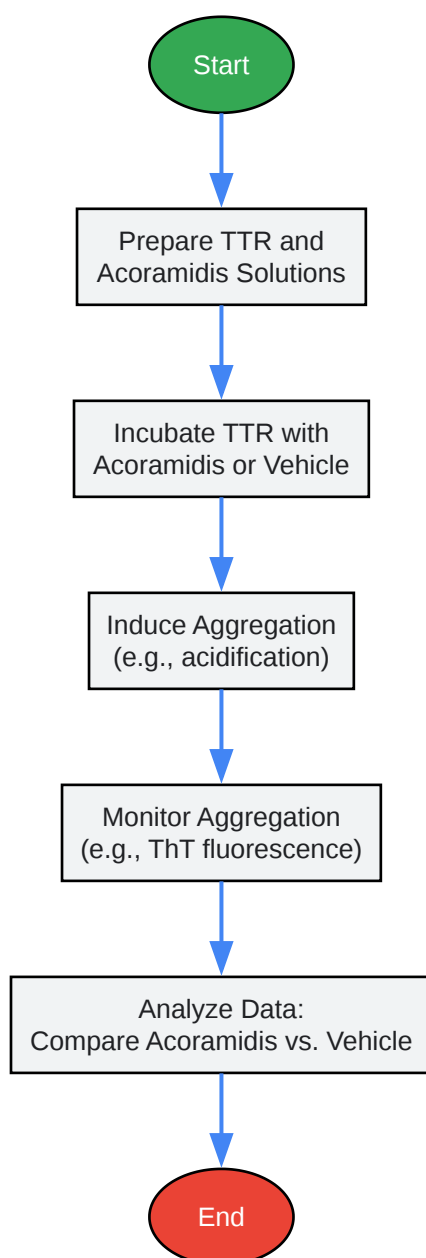 Start
Prepare TTR and
Acoramidis Solutions
Incubate TTR with
Acoramidis or Vehicle
Induce Aggregation
(e.g., acidification)
Monitor Aggregation
(e.g., ThT fluorescence)
Analyze Data:
Compare Acoramidis vs. Vehicle
End